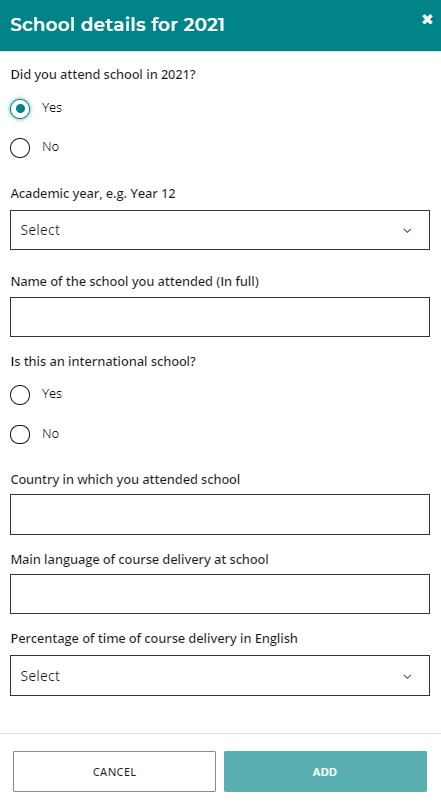 School details for 2021
Did you attend school in 2021?
Yes
No
Academic year, e.g. Year 12
Select
Name of the school you attended (In full)
Is this an international school?
Yes
No
Country in which you attended school
Main language of course delivery at school
Percentage of time of course delivery in English
Select
CANCEL
ADD